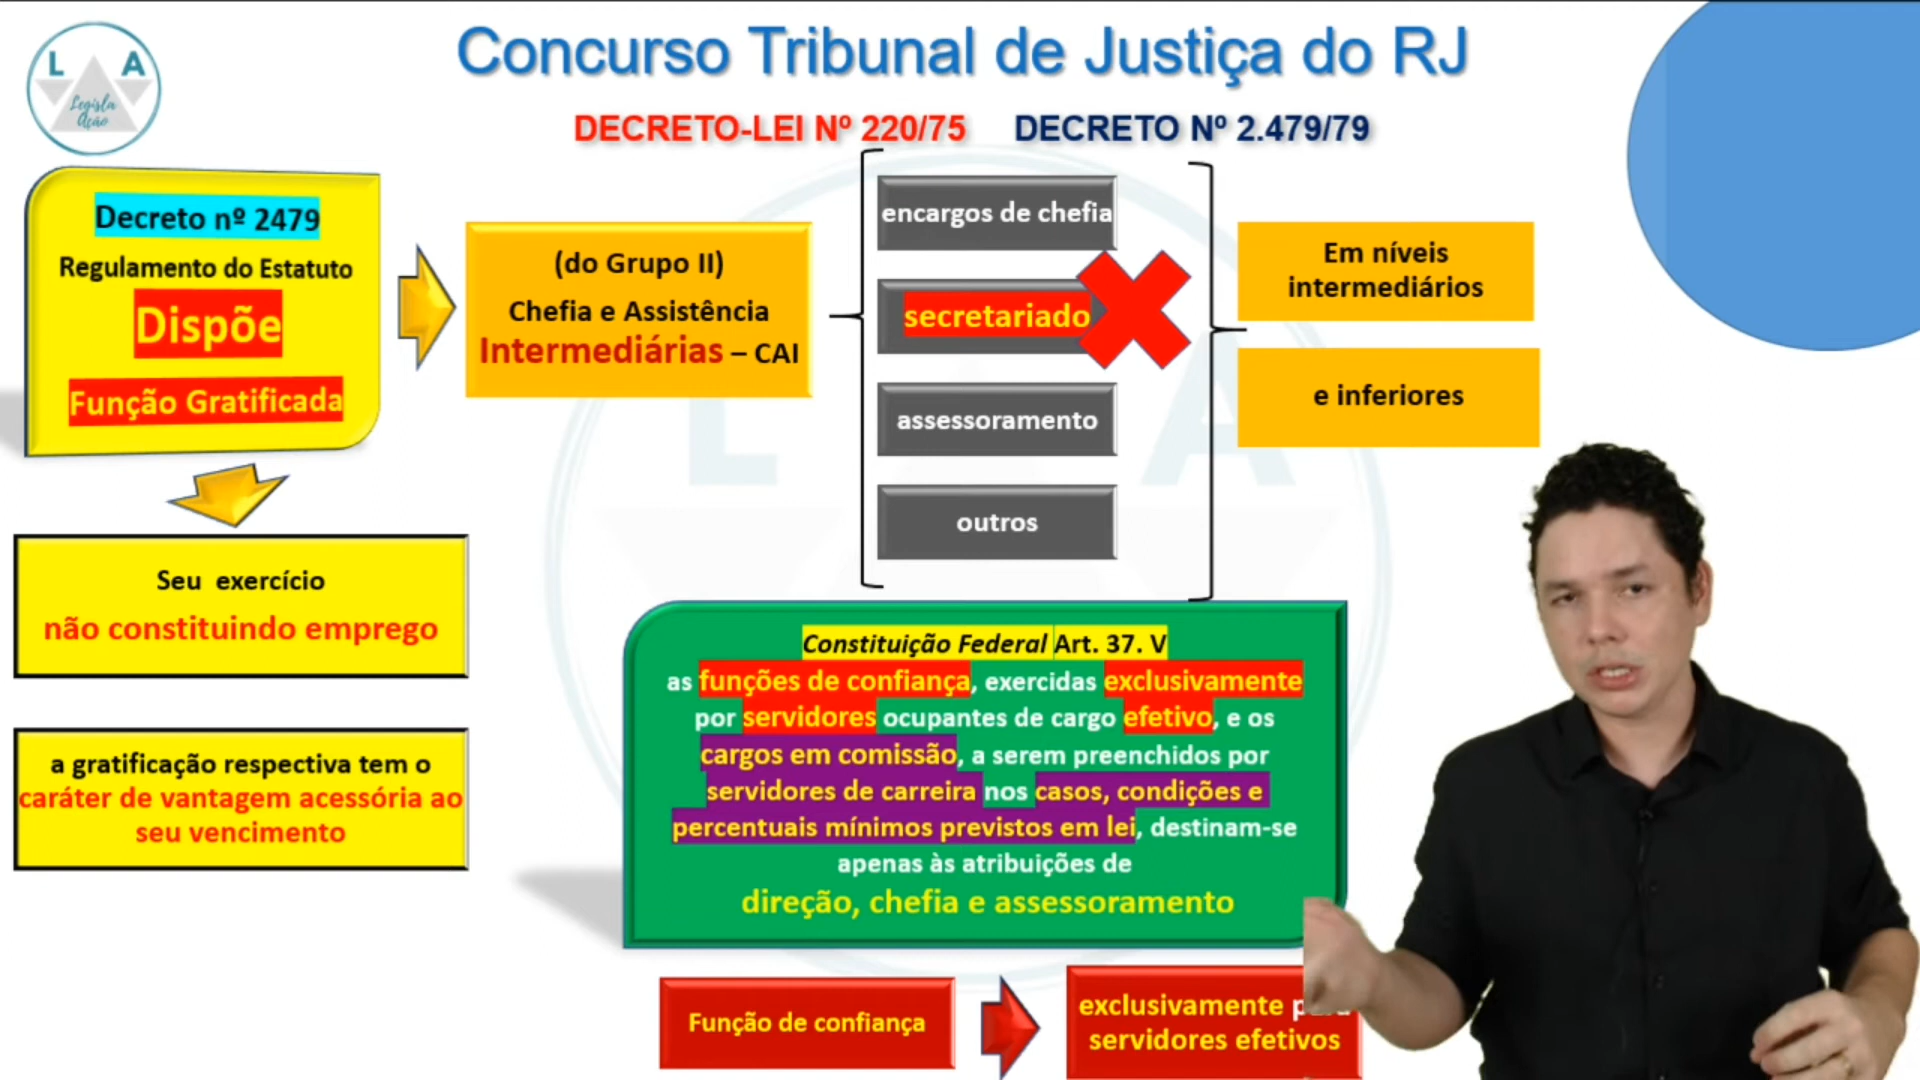 Concurso Tribunal de Justiça do RJ
L A
Legisla
Ação
DECRETO-LEI Nº 220/75 DECRETO Nº 2.479/79
Decreto nº 2479
Regulamento do Estatuto
Dispõe
Função Gratificada
(do Grupo II)
Chefia e Assistência
Intermediárias – CAI
encargos de chefia
secretariado
assessoramento
outros
Em níveis
intermediários
e inferiores
L A
Seu exercício
não constituindo emprego
a gratificação respectiva tem o
caráter de vantagem acessória ao
seu vencimento
Constituição Federal Art. 37. V
as funções de confiança, exercidas exclusivamente
por servidores ocupantes de cargo efetivo, e os
cargos em comissão, a serem preenchidos por
servidores de carreira nos casos, condições e
percentuais mínimos previstos em lei, destinam-se
apenas às atribuições de
direção, chefia e assessoramento
Função de confiança
exclusivamente para
servidores efetivos